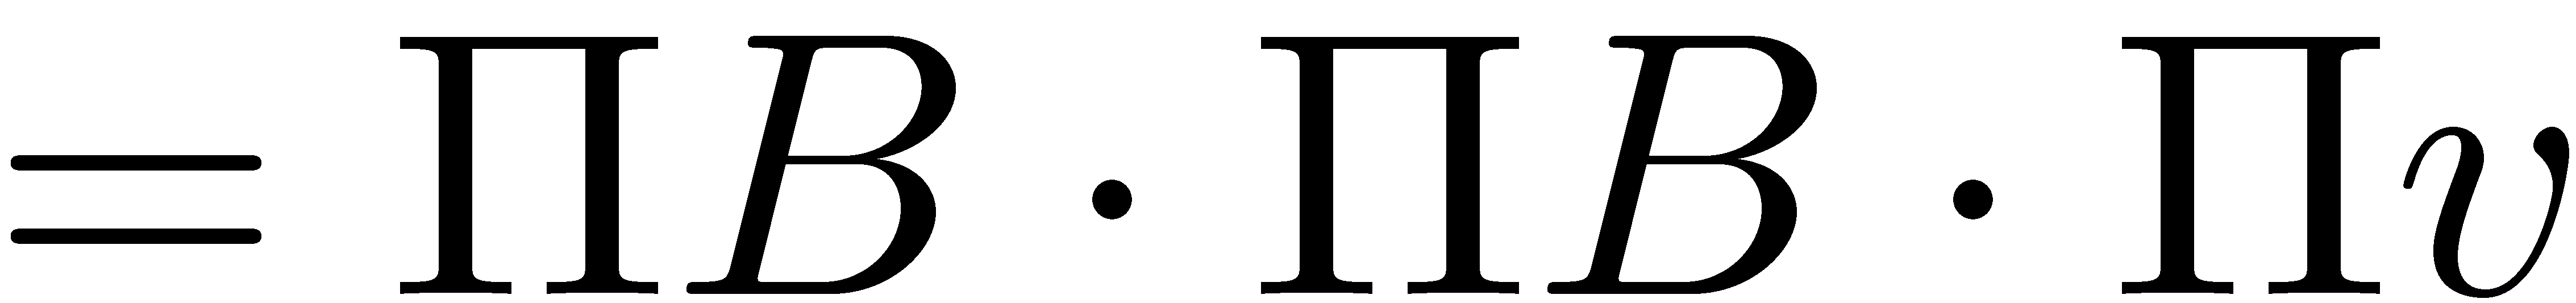 = ΠB · ΠB · Πv